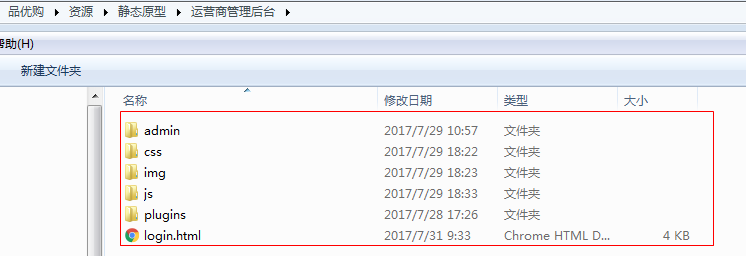 品优购 ▸ 资源 ▸ 静态原型 ▸ 运营商管理后台 ▸
帮助(H)
新建文件夹
名称 修改日期 类型 大小
admin 2017/7/29 10:57 文件夹
css 2017/7/29 18:22 文件夹
img 2017/7/29 18:23 文件夹
js 2017/7/29 18:33 文件夹
plugins 2017/7/28 17:26 文件夹
login.html 2017/7/31 9:33 Chrome HTML D... 4 KB